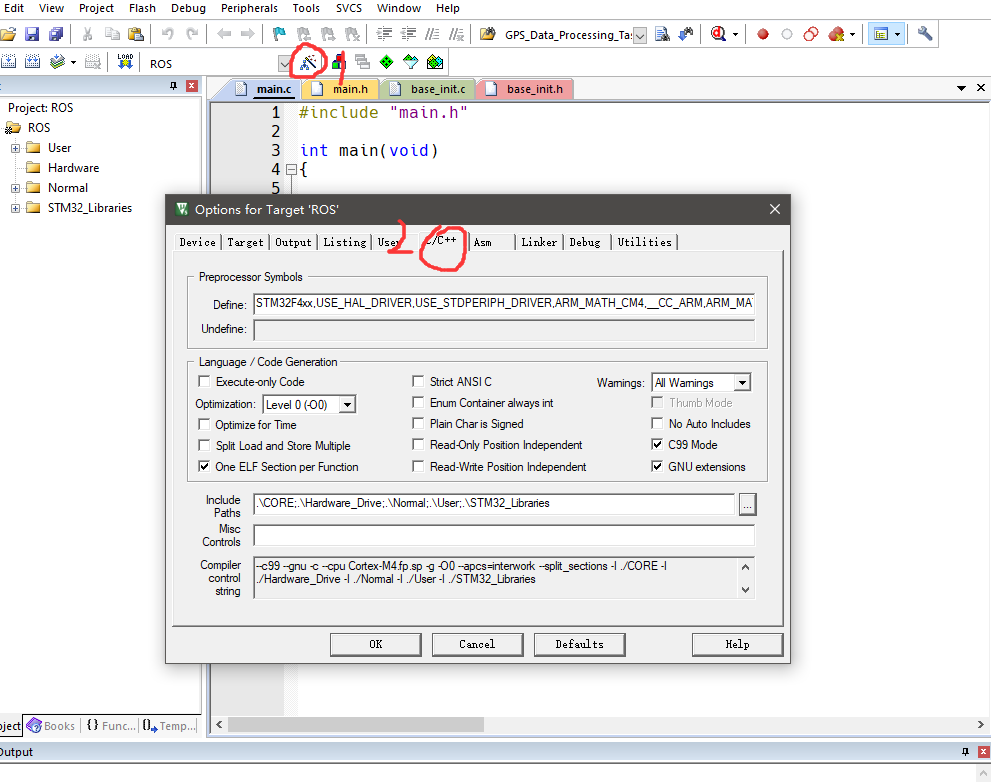 Edit View Project Flash Debug Peripherals Tools SVCS Window Help
GPS_Data_Processing_Tas
LOAD ROS
1
main.c main.h base_init.c base_init.h
Project: ROS
ROS
User
Hardware
Normal
STM32_Libraries
1 #include "main.h"
2
3 int main(void)
4 {
5
Options for Target 'ROS'
Device Target Output Listing User C/C++ Asm Linker Debug Utilities
2
Preprocessor Symbols
Define: STM32F4xx,USE_HAL_DRIVER,USE_STDPERIPH_DRIVER,ARM_MATH_CM4,__CC_ARM,ARM_MA
Undefine:
Language / Code Generation
Execute-only Code Strict ANSI C Warnings: All Warnings
Optimization: Level 0 (-O0) Enum Container always int Thumb Mode
Optimize for Time Plain Char is Signed No Auto Includes
Split Load and Store Multiple Read-Only Position Independent C99 Mode
One ELF Section per Function Read-Write Position Independent GNU extensions
Include Paths .\CORE;.\Hardware_Drive;.\Normal;.\User;.\STM32_Libraries ...
Misc Controls
Compiler control string --c99 --gnu -c --cpu Cortex-M4.fp.sp -g -O0 --apcs=interwork --split_sections -I ./CORE -I
./Hardware_Drive -I ./Normal -I ./User -I ./STM32_Libraries
OK Cancel Defaults Help
oject Books {} Func... Temp...
Output